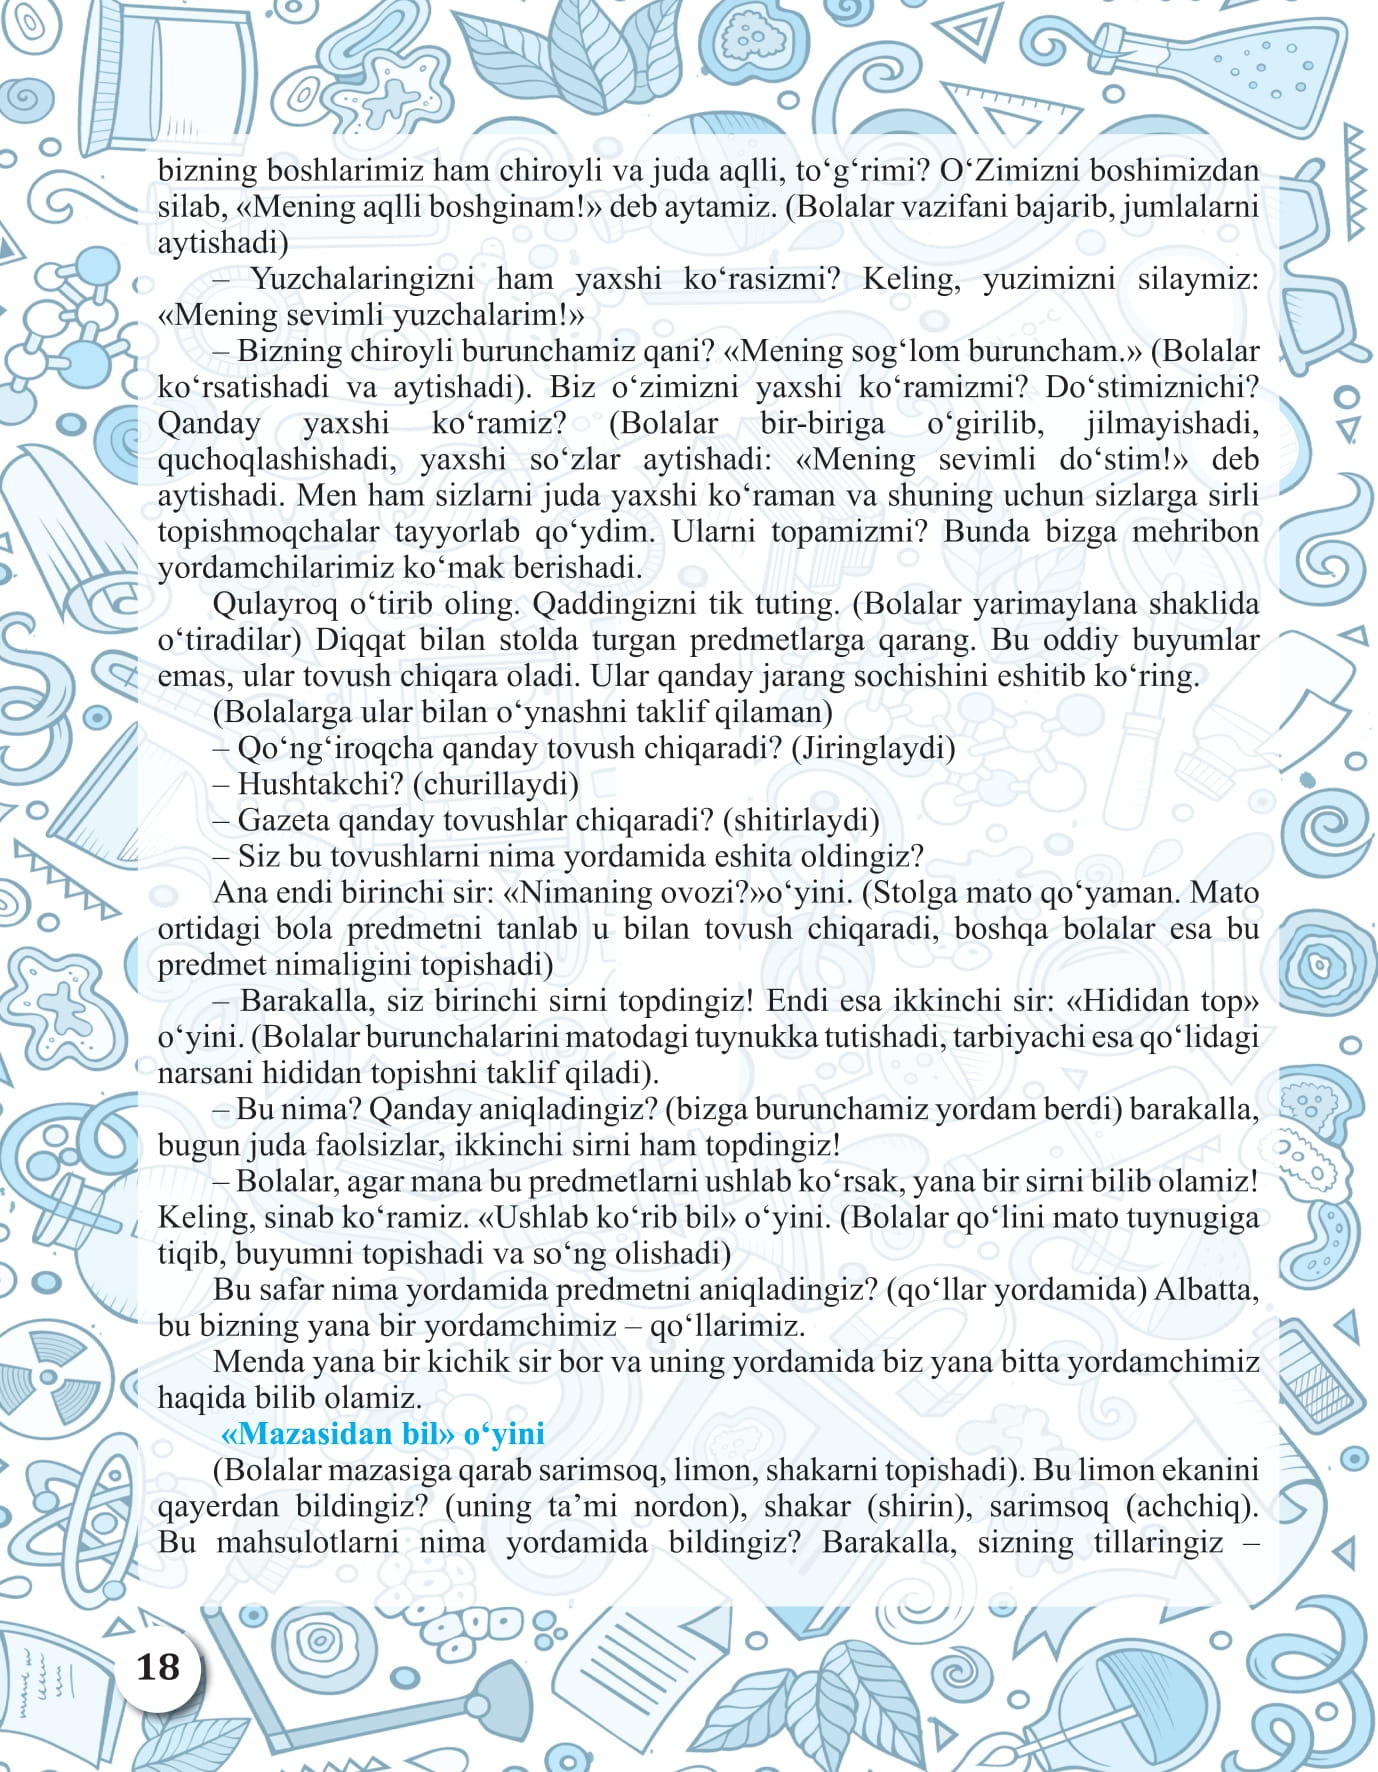 bizning boshlarimiz ham chiroyli va juda aqlli, to‘g‘rimi? O‘Zimizni boshimizdan
silab, «Mening aqlli boshginam!» deb aytamiz. (Bolalar vazifani bajarib, jumlalarni
aytishadi)
– Yuzchalaringizni ham yaxshi ko‘rasizmi? Keling, yuzimizni silaymiz:
«Mening sevimli yuzchalarim!»
– Bizning chiroyli burunchamiz qani? «Mening sog‘lom buruncham.» (Bolalar
ko‘rsatishadi va aytishadi). Biz o‘zimizni yaxshi ko‘ramizmi? Do‘stimiznichi?
Qanday yaxshi ko‘ramiz? (Bolalar bir-biriga o‘girilib, jilmayishadi,
quchoqlashishadi, yaxshi so‘zlar aytishadi: «Mening sevimli do‘stim!» deb
aytishadi. Men ham sizlarni juda yaxshi ko‘raman va shuning uchun sizlarga sirli
topishmoqchalar tayyorlab qo‘ydim. Ularni topamizmi? Bunda bizga mehribon
yordamchilarimiz ko‘mak berishadi.
Qulayroq o‘tirib oling. Qaddingizni tik tuting. (Bolalar yarimaylana shaklida
o‘tiradilar) Diqqat bilan stolda turgan predmetlarga qarang. Bu oddiy buyumlar
emas, ular tovush chiqara oladi. Ular qanday jarang sochishini eshitib ko‘ring.
(Bolalarga ular bilan o‘ynashni taklif qilaman)
– Qo‘ng‘iroqcha qanday tovush chiqaradi? (Jiringlaydi)
– Hushtakchi? (churillaydi)
– Gazeta qanday tovushlar chiqaradi? (shitirlaydi)
– Siz bu tovushlarni nima yordamida eshita oldingiz?
Ana endi birinchi sir: «Nimaning ovozi?»o‘yini. (Stolga mato qo‘yaman. Mato
ortidagi bola predmetni tanlab u bilan tovush chiqaradi, boshqa bolalar esa bu
predmet nimaligini topishadi)
– Barakalla, siz birinchi sirni topdingiz! Endi esa ikkinchi sir: «Hididan top»
o‘yini. (Bolalar burunchalarini matodagi tuynukka tutishadi, tarbiyachi esa qo‘lidagi
narsani hididan topishni taklif qiladi).
– Bu nima? Qanday aniqladingiz? (bizga burunchamiz yordam berdi) barakalla,
bugun juda faolsizlar, ikkinchi sirni ham topdingiz!
– Bolalar, agar mana bu predmetlarni ushlab ko‘rsak, yana bir sirni bilib olamiz!
Keling, sinab ko‘ramiz. «Ushlab ko‘rib bil» o‘yini. (Bolalar qo‘lini mato tuynugiga
tiqib, buyumni topishadi va so‘ng olishadi)
Bu safar nima yordamida predmetni aniqladingiz? (qo‘llar yordamida) Albatta,
bu bizning yana bir yordamchimiz – qo‘llarimiz.
Menda yana bir kichik sir bor va uning yordamida biz yana bitta yordamchimiz
haqida bilib olamiz.
«Mazasidan bil» o‘yini
(Bolalar mazasiga qarab sarimsoq, limon, shakarni topishadi). Bu limon ekanini
qayerdan bildingiz? (uning ta’mi nordon), shakar (shirin), sarimsoq (achchiq).
Bu mahsulotlarni nima yordamida bildingiz? Barakalla, sizning tillaringiz –
18